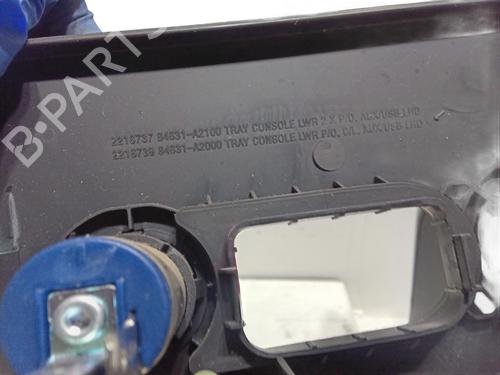 B-PARTS
2216737 84631-A2100 TRAY CONSOLE LWR 2 X P/O, AUX/USB LHD
2216739 84631-A2000 TRAY CONSOLE LWR P/O, C/L, AUX/USB LHD